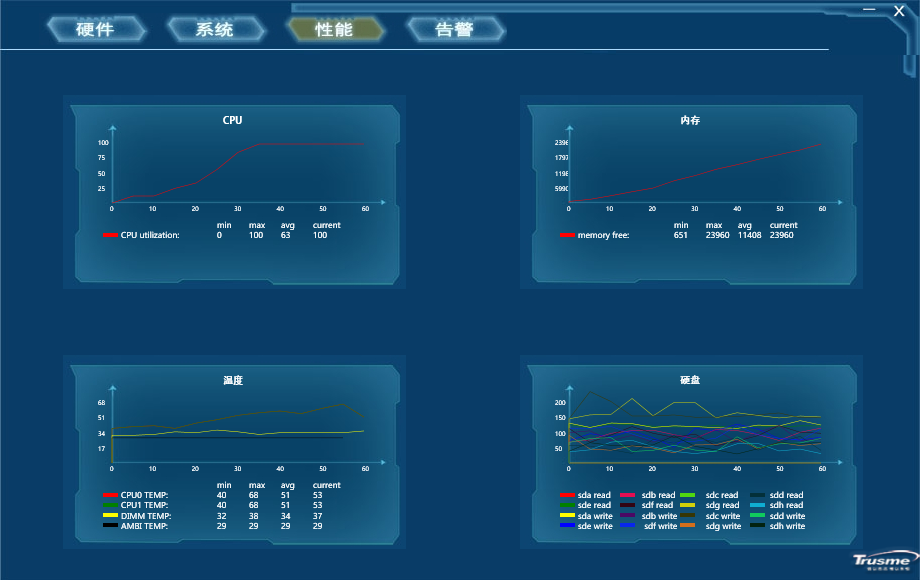 硬件 系统 性能 告警
CPU
100
75
50
25
0 10 20 30 40 50 60
min max avg current
CPU utilization: 0 100 63 100
内存
2396
1797
1198
5990
0 10 20 30 40 50 60
min max avg current
memory free: 651 23960 11408 23960
温度
68
51
34
17
0 10 20 30 40 50 60
min max avg current
CPU0 TEMP: 40 68 51 53
CPU1 TEMP: 40 68 51 53
DIMM TEMP: 32 38 34 37
AMBI TEMP: 29 29 29 29
硬盘
200
150
100
50
0 10 20 30 40 50 60
sda read sdb read sdc read sdd read
sde read sdf read sdg read sdh read
sda write sdb write sdc write sdd write
sde write sdf write sdg write sdh write
Trusme